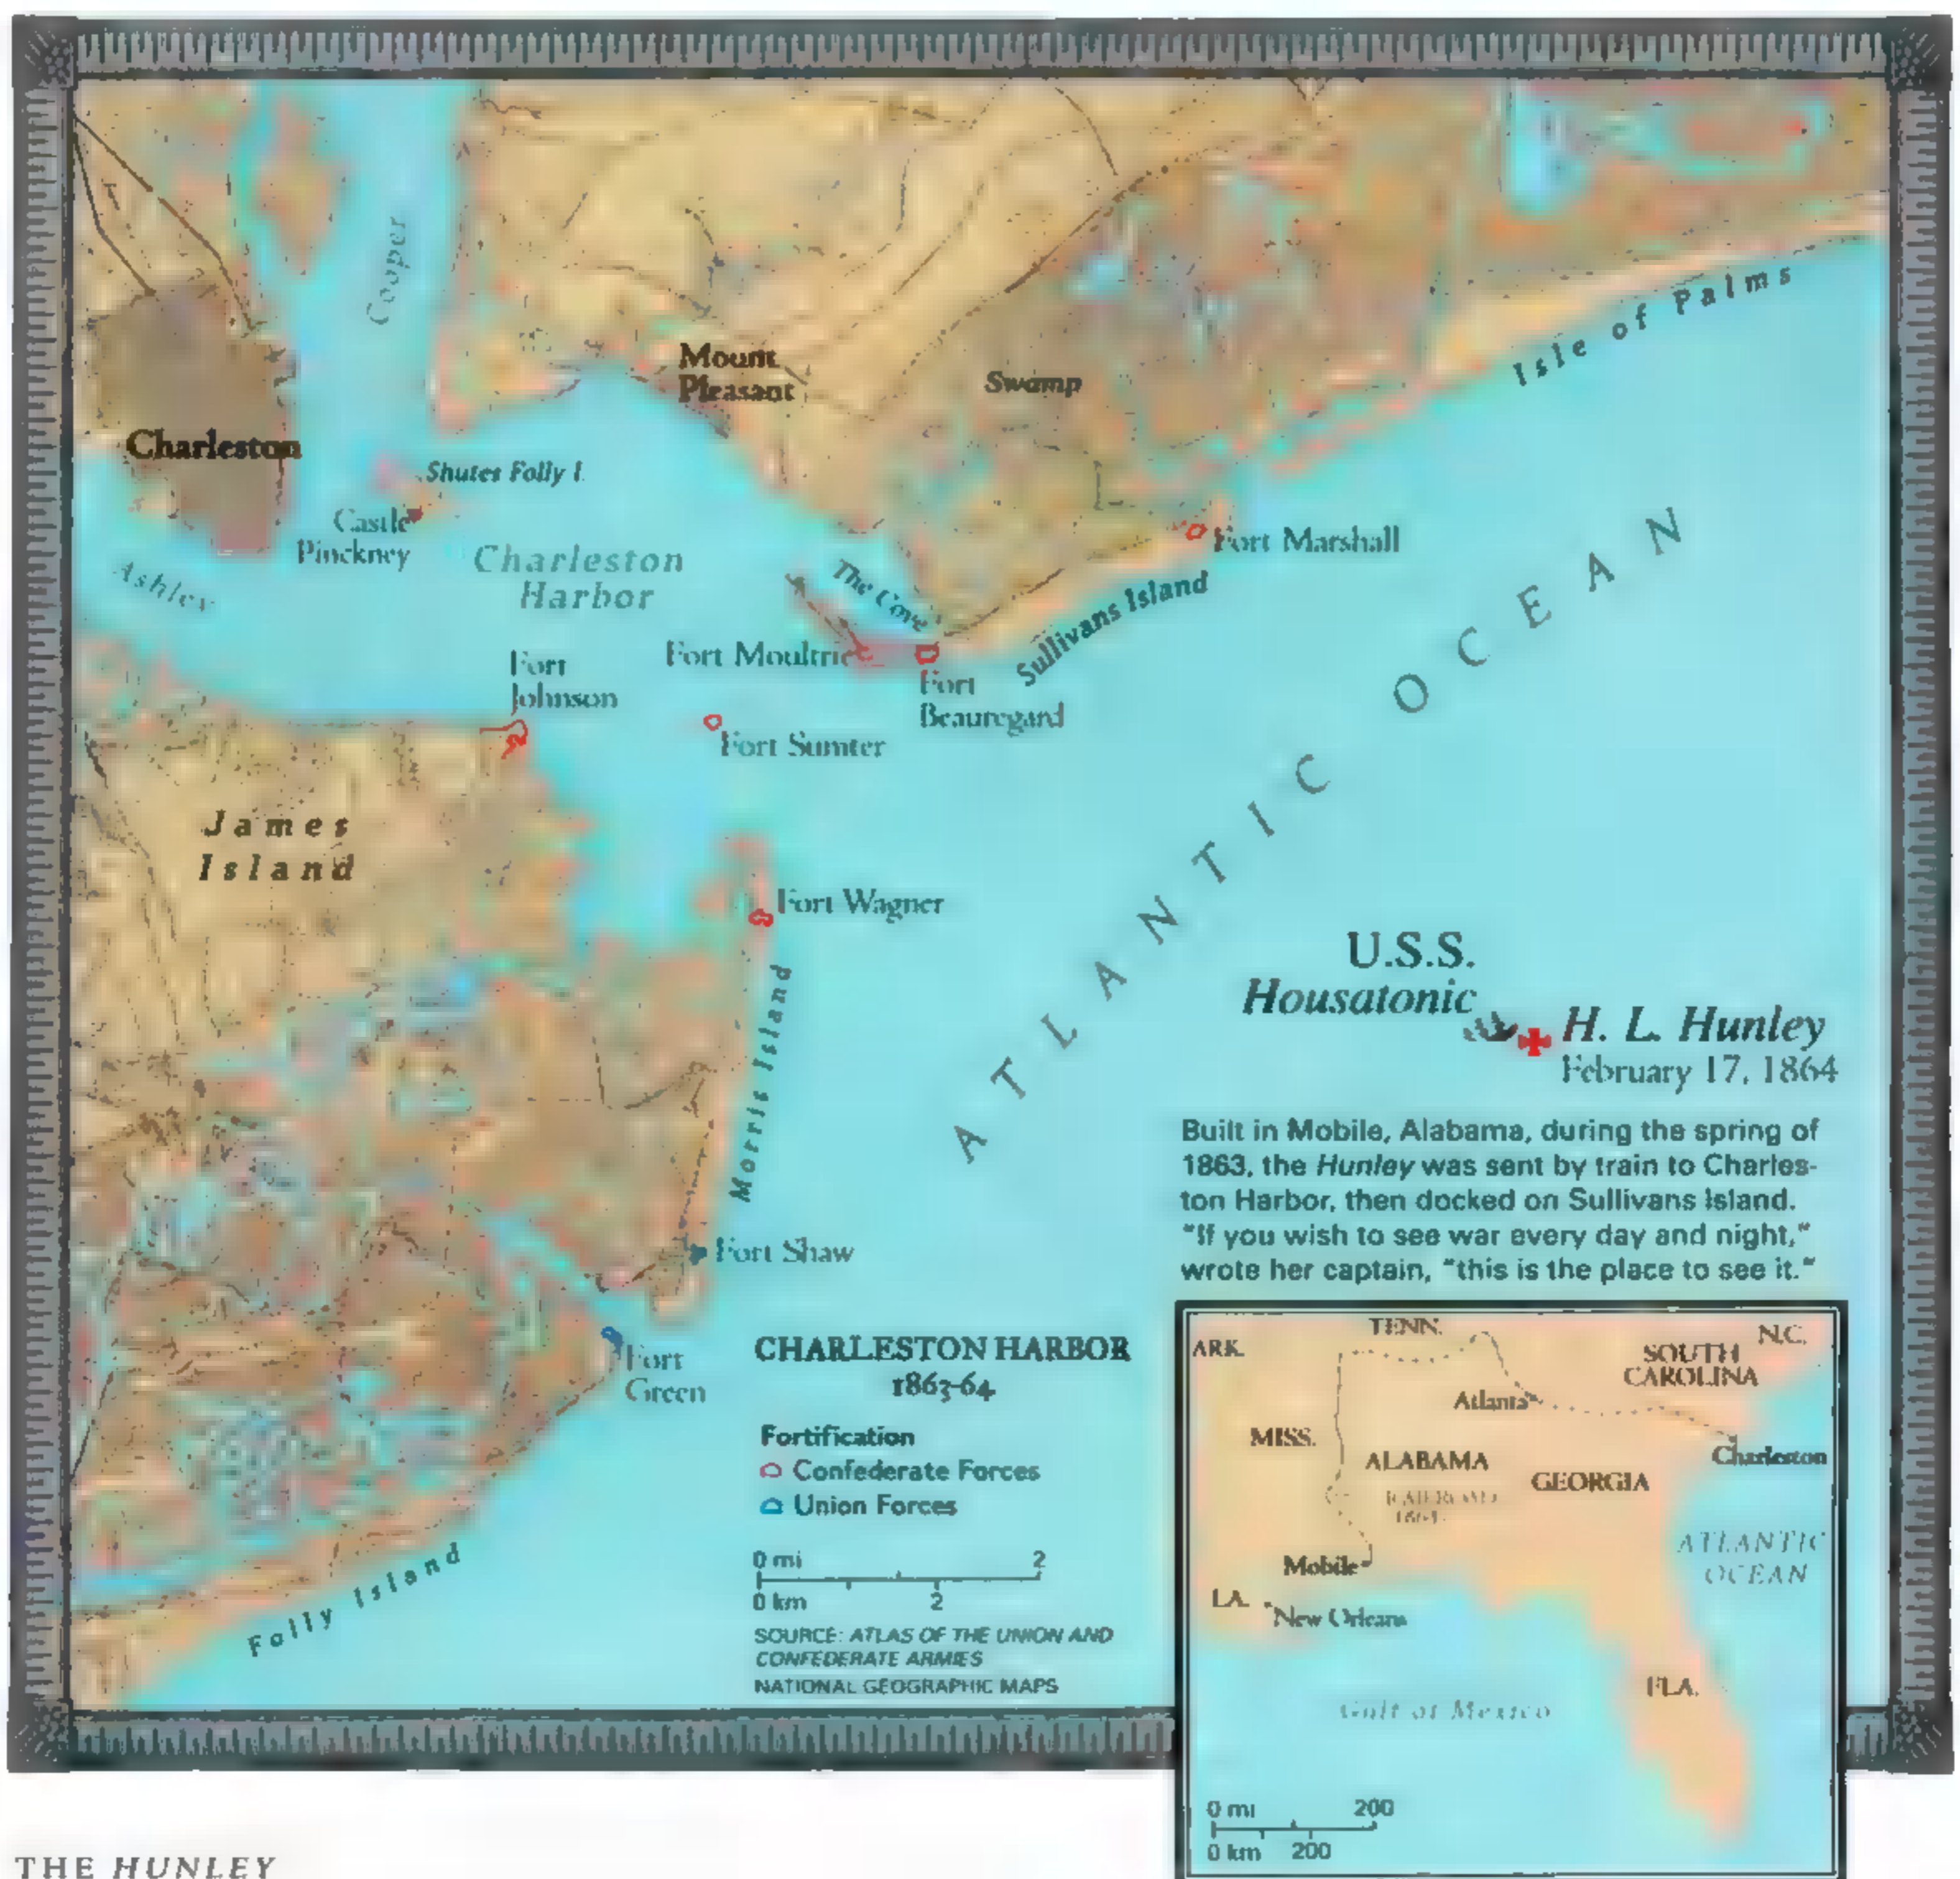 Cooper
Mount
Pleasant
Swamp
Isle of Palms
Charleston
Shutes Folly I.
Castle
Pinckney
Charleston
Harbor
Ashley
The Cove
Fort Marshall
Sullivans Island
Fort Moultrie
Fort
Beauregard
Fort
Johnson
Fort Sumter
ATLANTIC OCEAN
James
Island
Fort Wagner
Morris Island
U.S.S.
Housatonic
H. L. Hunley
February 17, 1864
Built in Mobile, Alabama, during the spring of
1863, the Hunley was sent by train to Charles-
ton Harbor, then docked on Sullivans Island.
"If you wish to see war every day and night,"
wrote her captain, "this is the place to see it."
Fort Shaw
Fort
Green
Folly Island
CHARLESTON HARBOR
1863-64
Fortification
Confederate Forces
Union Forces
0 mi 2
0 km 2
SOURCE: ATLAS OF THE UNION AND
CONFEDERATE ARMIES
NATIONAL GEOGRAPHIC MAPS
ARK.
TENN.
N.C.
SOUTH
CAROLINA
Atlanta
MISS.
ALABAMA
GEORGIA
Charleston
RAILROAD
ATLANTIC
OCEAN
Mobile
LA.
New Orleans
FLA.
Gulf of Mexico
0 mi 200
0 km 200
THE HUNLEY